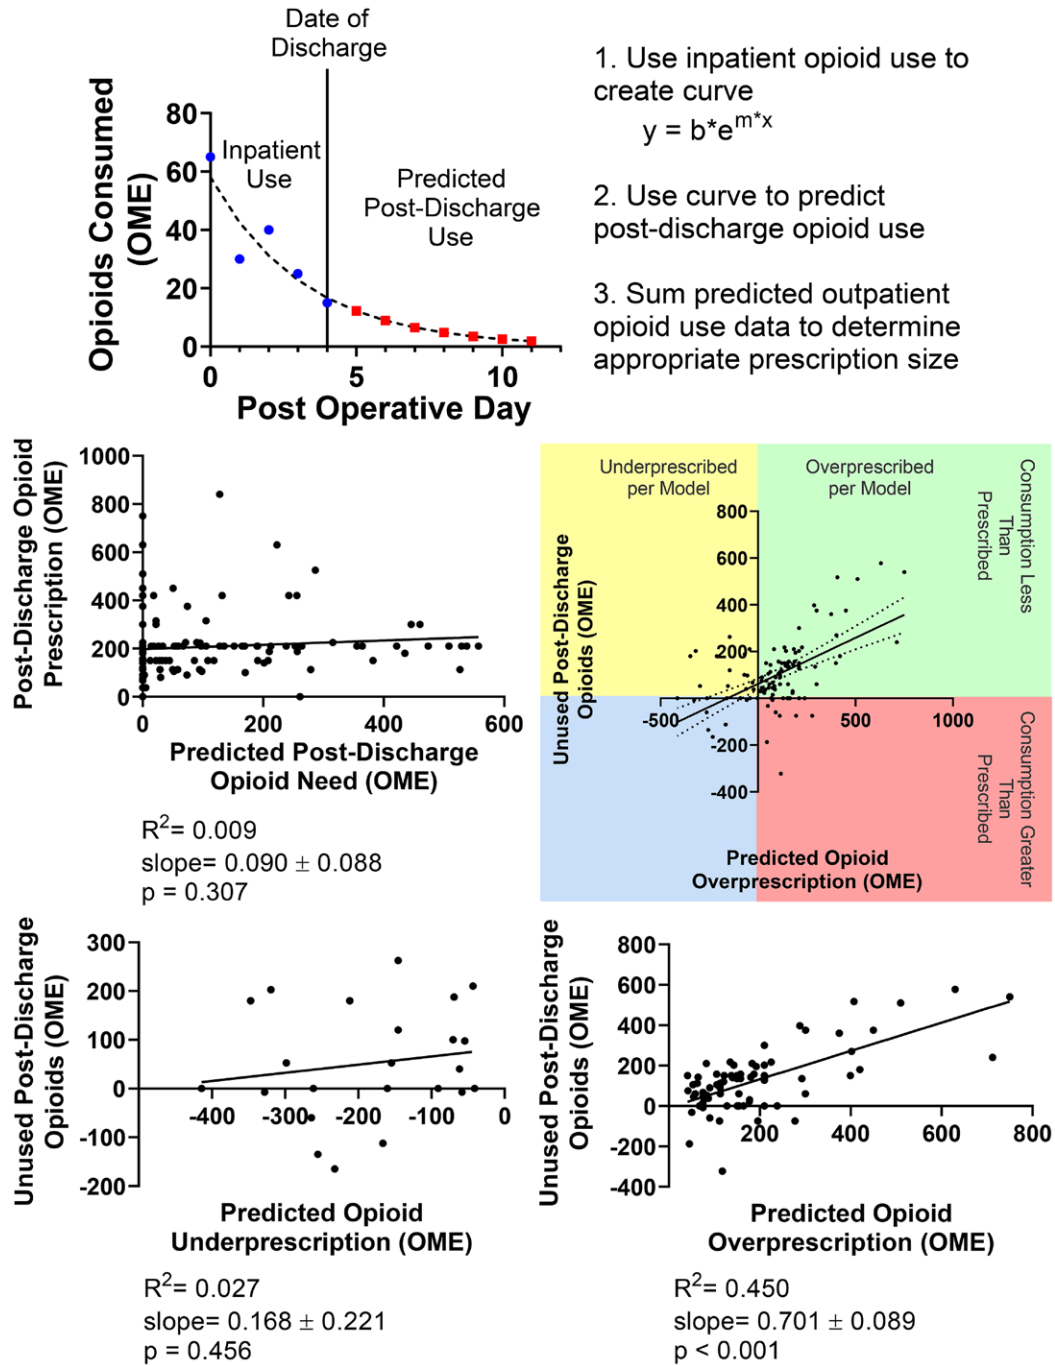 Date of
Discharge
Opioids Consumed
(OME)
80
60
40
20
0
Inpatient
Use
Predicted
Post-Discharge
Use
0
5
10
Post Operative Day
1. Use inpatient opioid use to
create curve
y = b*e^m*x
2. Use curve to predict
post-discharge opioid use
3. Sum predicted outpatient
opioid use data to determine
appropriate prescription size
Post-Discharge Opioid
Prescription (OME)
1000
800
600
400
200
0
0
200
400
600
Predicted Post-Discharge
Opioid Need (OME)
R²= 0.009
slope= 0.090 ± 0.088
p = 0.307
Underprescribed
per Model
Overprescribed
per Model
Consumption Less
Than
Prescribed
Unused Post-Discharge
Opioids (OME)
800
600
400
200
-200
-400
-500
500
1000
Consumption Greater
Than
Prescribed
Predicted Opioid
Overprescription (OME)
Unused Post-Discharge
Opioids (OME)
300
200
100
0
-100
-200
-400
-300
-200
-100
0
Predicted Opioid
Underprescription (OME)
R²= 0.027
slope= 0.168 ± 0.221
p = 0.456
Unused Post-Discharge
Opioids (OME)
800
600
400
200
0
-200
-400
200
400
600
800
Predicted Opioid
Overprescription (OME)
R²= 0.450
slope= 0.701 ± 0.089
p < 0.001